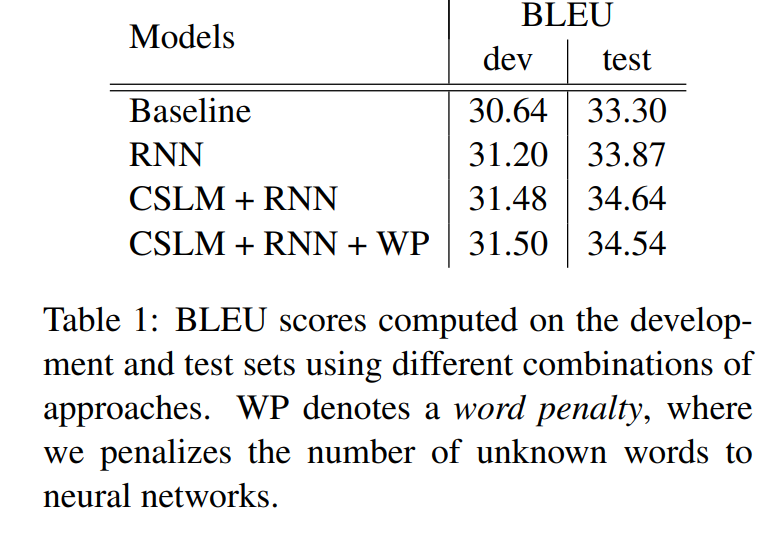 Models BLEU
dev test
Baseline 30.64 33.30
RNN 31.20 33.87
CSLM + RNN 31.48 34.64
CSLM + RNN + WP 31.50 34.54
Table 1: BLEU scores computed on the develop-
ment and test sets using different combinations of
approaches. WP denotes a word penalty, where
we penalizes the number of unknown words to
neural networks.